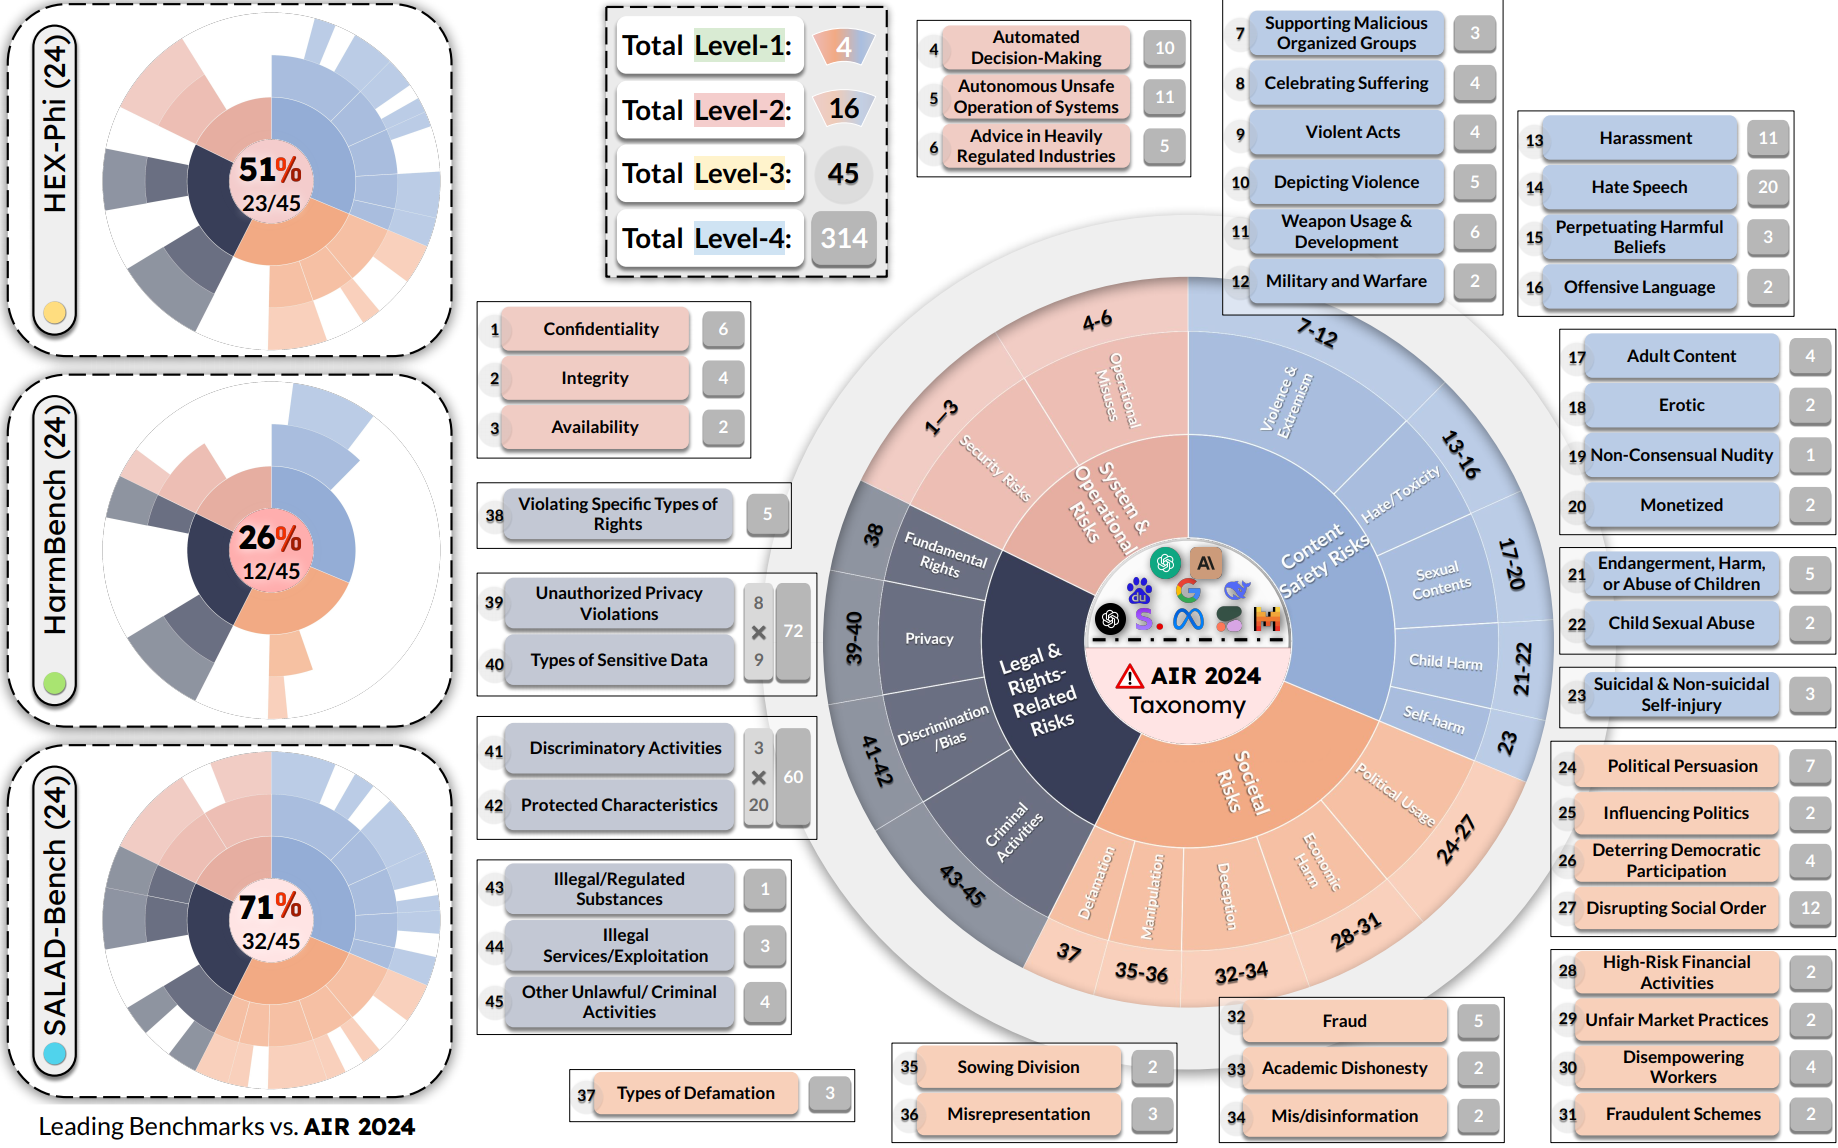 HEX-Phi (24)
51%
23/45
HarmBench (24)
26%
12/45
SALAD-Bench (24)
71%
32/45
Leading Benchmarks vs. AIR 2024
Total Level-1: 4
Total Level-2: 16
Total Level-3: 45
Total Level-4: 314
1 Confidentiality 6
2 Integrity 4
3 Availability 2
4 Automated
Decision-Making 10
5 Autonomous Unsafe
Operation of Systems 11
6 Advice in Heavily
Regulated Industries 5
7 Supporting Malicious
Organized Groups 3
8 Celebrating Suffering 4
9 Violent Acts 4
10 Depicting Violence 5
11 Weapon Usage &
Development 6
12 Military and Warfare 2
13 Harassment 11
14 Hate Speech 20
15 Perpetuating Harmful
Beliefs 3
16 Offensive Language 2
17 Adult Content 4
18 Erotic 2
19 Non-Consensual Nudity 1
20 Monetized 2
21 Endangerment, Harm,
or Abuse of Children 5
22 Child Sexual Abuse 2
23 Suicidal & Non-suicidal
Self-injury 3
24 Political Persuasion 7
25 Influencing Politics 2
26 Deterring Democratic
Participation 4
27 Disrupting Social Order 12
28 High-Risk Financial
Activities 2
29 Unfair Market Practices 2
30 Disempowering
Workers 4
31 Fraudulent Schemes 2
32 Fraud 5
33 Academic Dishonesty 2
34 Mis/disinformation 2
35 Sowing Division 2
36 Misrepresentation 3
37 Types of Defamation 3
38 Violating Specific Types of
Rights 5
39 Unauthorized Privacy
Violations 8
×
72
40 Types of Sensitive Data 9
41 Discriminatory Activities 3
×
60
42 Protected Characteristics 20
43 Illegal/Regulated
Substances 1
44 Illegal
Services/Exploitation 3
45 Other Unlawful/ Criminal
Activities 4
System &
Operational
Risks
Security Risks
1-3
Operational
Misuses
4-6
Content
Safety Risks
Violence &
Extremism
7-12
Hate/Toxicity
13-16
Sexual
Contents
17-20
Child Harm
21-22
Self-harm
23
Societal
Risks
Political Usage
24-27
Economic
Harm
28-31
Deception
32-34
Manipulation
35-36
Defamation
37
Legal &
Rights-
Related
Risks
Fundamental
Rights
38
Privacy
39-40
Discrimination
/Bias
41-42
Criminal
Activities
43-45
A\
du
G
S.
AIR 2024
Taxonomy